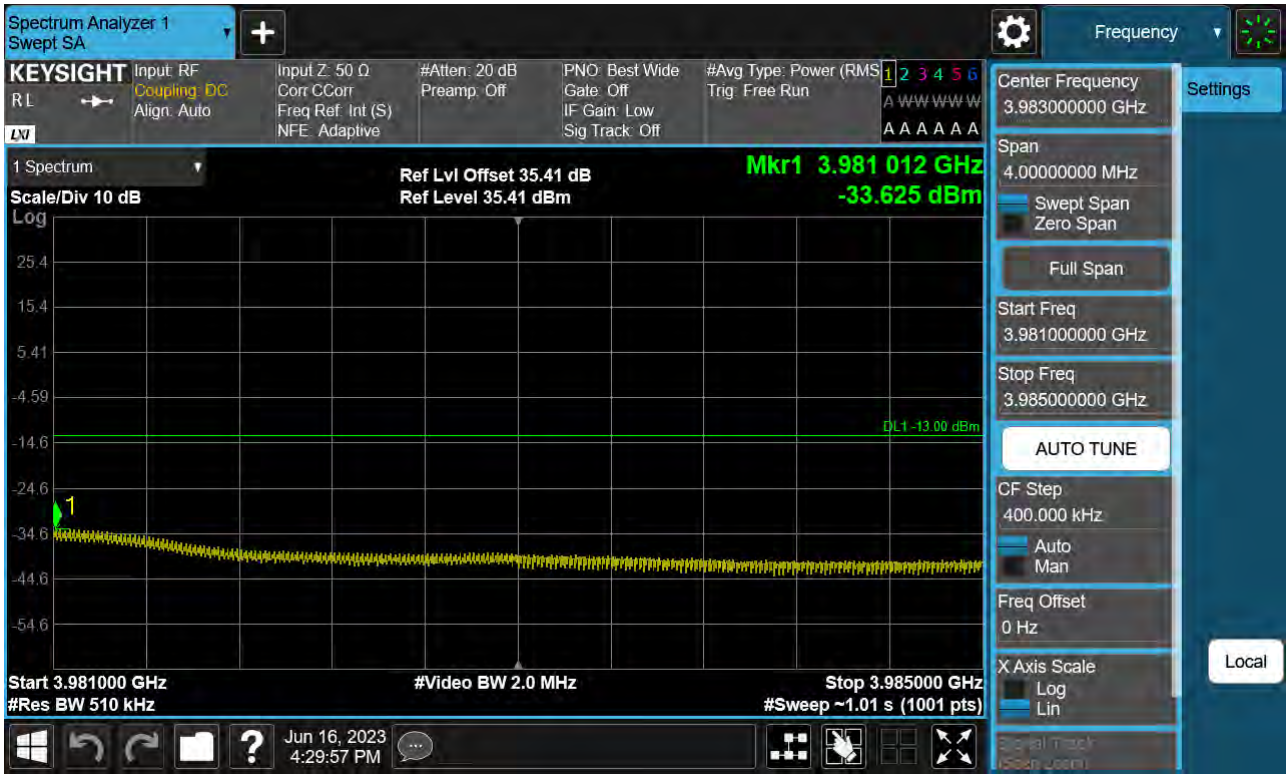 Spectrum Analyzer 1
Swept SA
Frequency
KEYSIGHT
RL
LXI
Input: RF
Coupling: DC
Align: Auto
Input Z: 50 Ω
Corr CCorr
Freq Ref: Int (S)
NFE: Adaptive
#Atten: 20 dB
Preamp: Off
PNO: Best Wide
Gate: Off
IF Gain: Low
Sig Track: Off
#Avg Type: Power (RMS
Trig: Free Run
1 2 3 4 5 6
A W W W W W
A A A A A A
1 Spectrum
Scale/Div 10 dB
Log
Ref Lvl Offset 35.41 dB
Ref Level 35.41 dBm
Mkr1 3.981 012 GHz
-33.625 dBm
25.4
15.4
5.41
-4.59
-14.6
-24.6
-34.6
-44.6
-54.6
DL1 -13.00 dBm
1
Start 3.981000 GHz
#Res BW 510 kHz
#Video BW 2.0 MHz
Stop 3.985000 GHz
#Sweep ~1.01 s (1001 pts)
Center Frequency
3.983000000 GHz
Settings
Span
4.00000000 MHz
Swept Span
Zero Span
Full Span
Start Freq
3.981000000 GHz
Stop Freq
3.985000000 GHz
AUTO TUNE
CF Step
400.000 kHz
Auto
Man
Freq Offset
0 Hz
X Axis Scale
Log
Lin
Signal Track
(Span Zoom)
Local
?
Jun 16, 2023
4:29:57 PM